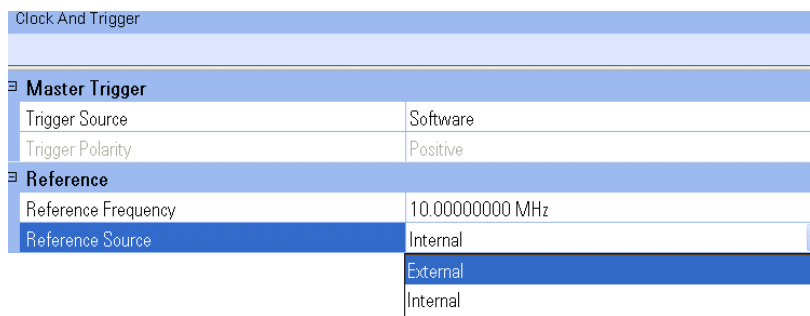 Clock And Trigger
Master Trigger
Trigger Source Software
Trigger Polarity Positive
Reference
Reference Frequency 10.00000000 MHz
Reference Source Internal
External
Internal